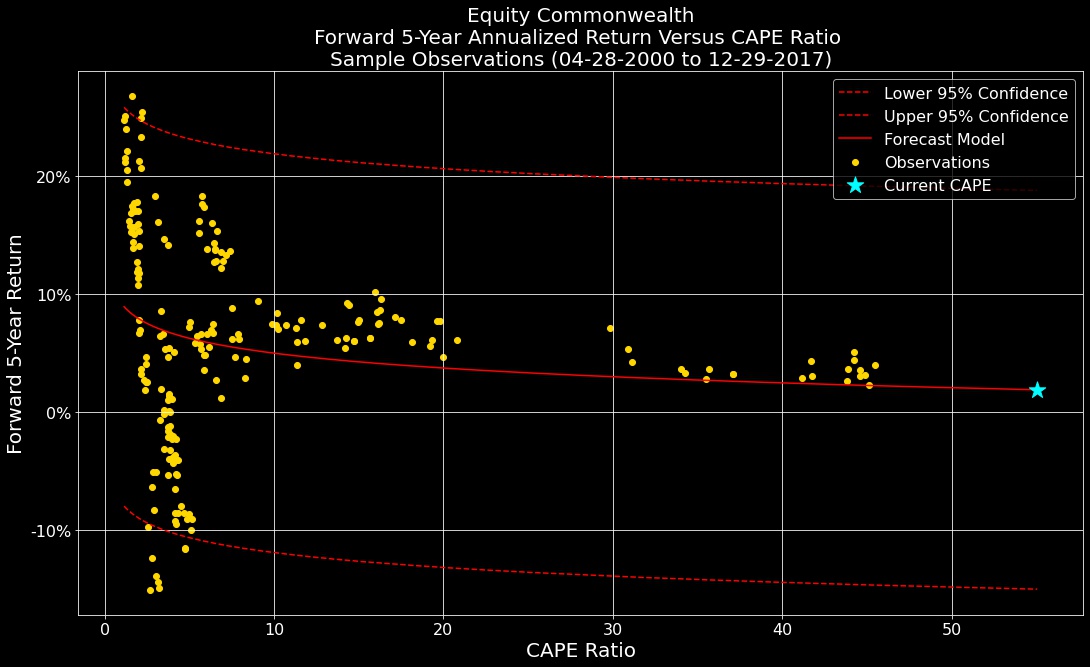 Equity Commonwealth
Forward 5-Year Annualized Return Versus CAPE Ratio
Sample Observations (04-28-2000 to 12-29-2017)
Lower 95% Confidence
Upper 95% Confidence
Forecast Model
Observations
Current CAPE
20%
10%
0%
-10%
Forward 5-Year Return
0 10 20 30 40 50
CAPE Ratio